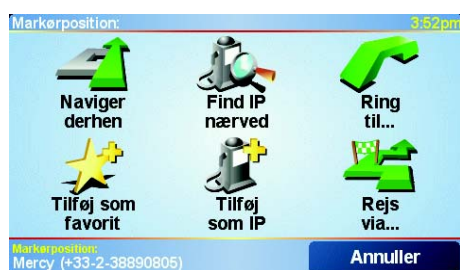 Markørposition:
3:52pm
Naviger
derhen
Find IP
nærved
Ring
til...
Tilføj som
favorit
Tilføj
som IP
Rejs
via...
Markørposition:
Mercy (+33-2-38890805)
Annuller